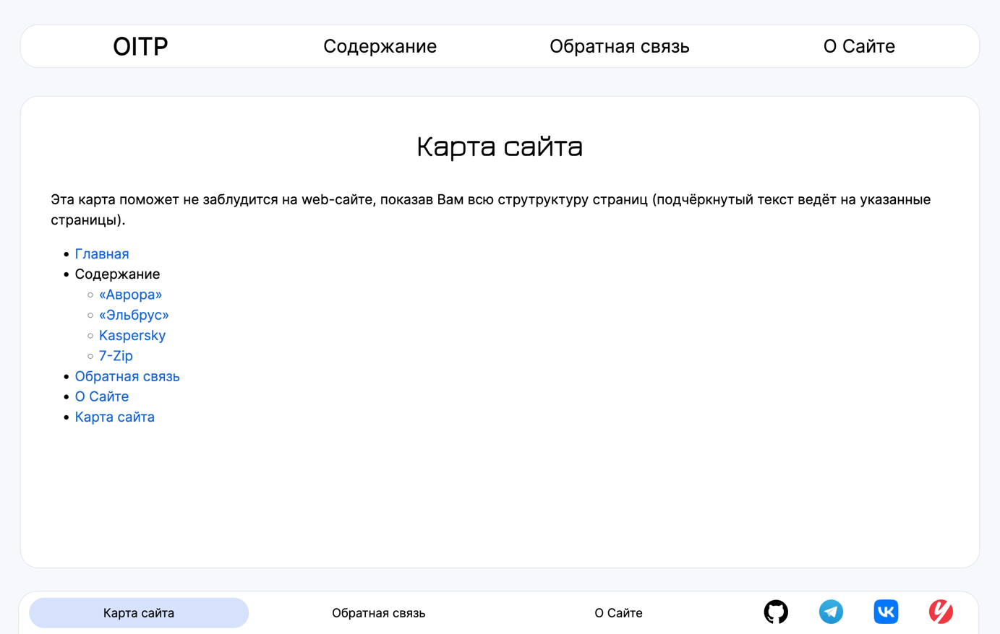 OITP
Содержание
Обратная связь
О Сайте
Карта сайта
Эта карта поможет не заблудится на web-сайте, показав Вам всю струтруктуру страниц (подчёркнутый текст ведёт на указанные
страницы).
Главная
Содержание
«Аврора»
«Эльбрус»
Kaspersky
7-Zip
Обратная связь
О Сайте
Карта сайта
Карта сайта
Обратная связь
О Сайте